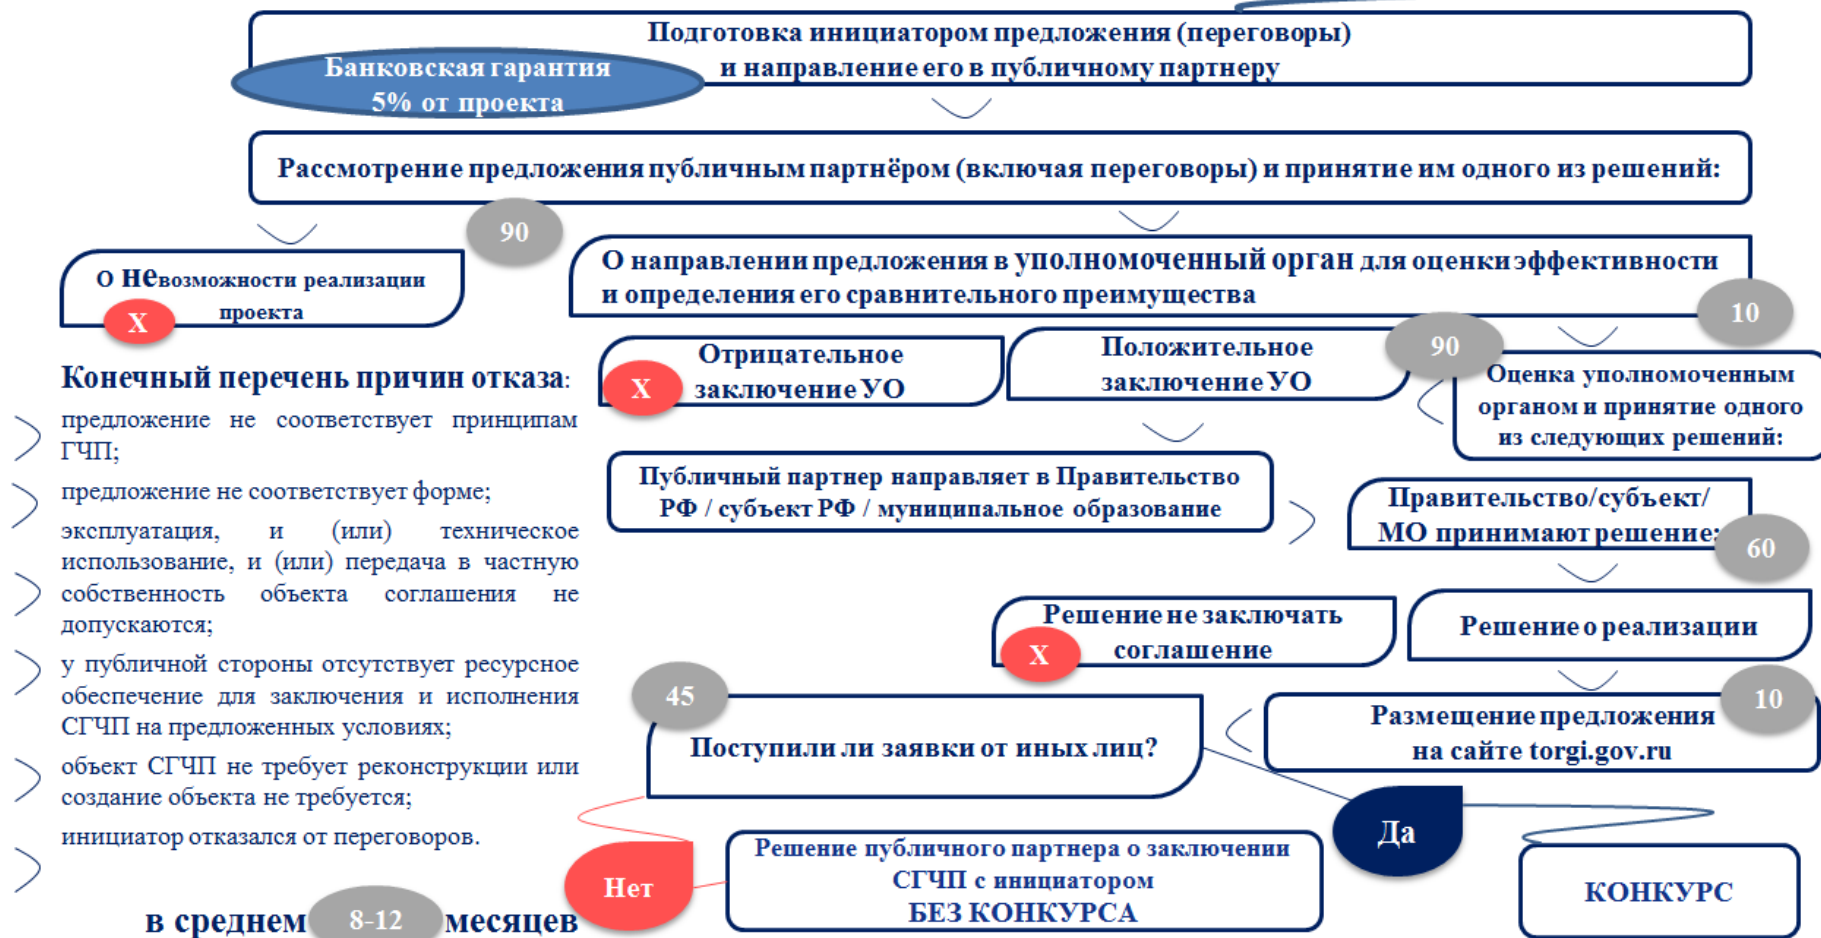 Подготовка инициатором предложения (переговоры)
и направление его в публичному партнеру
Банковская гарантия
5% от проекта
Рассмотрение предложения публичным партнёром (включая переговоры) и принятие им одного из решений:
90
О невозможности реализации
проекта
X
О направлении предложения в уполномоченный орган для оценки эффективности
и определения его сравнительного преимущества
10
Отрицательное
заключение УО
X
Положительное
заключение УО
90
Оценка уполномоченным
органом и принятие одного
из следующих решений:
Конечный перечень причин отказа:
предложение не соответствует принципам
ГЧП;
предложение не соответствует форме;
эксплуатация, и (или) техническое
использование, и (или) передача в частную
собственность объекта соглашения не
допускаются;
у публичной стороны отсутствует ресурсное
обеспечение для заключения и исполнения
СГЧП на предложенных условиях;
объект СГЧП не требует реконструкции или
создание объекта не требуется;
инициатор отказался от переговоров.
в среднем 8-12 месяцев
Публичный партнер направляет в Правительство
РФ / субъект РФ / муниципальное образование
Правительство/субъект/
МО принимают решение:
60
Решение не заключать
соглашение
X
Решение о реализации
10
Размещение предложения
на сайте torgi.gov.ru
45
Поступили ли заявки от иных лиц?
Да
Нет
Решение публичного партнера о заключении
СГЧП с инициатором
БЕЗ КОНКУРСА
КОНКУРС